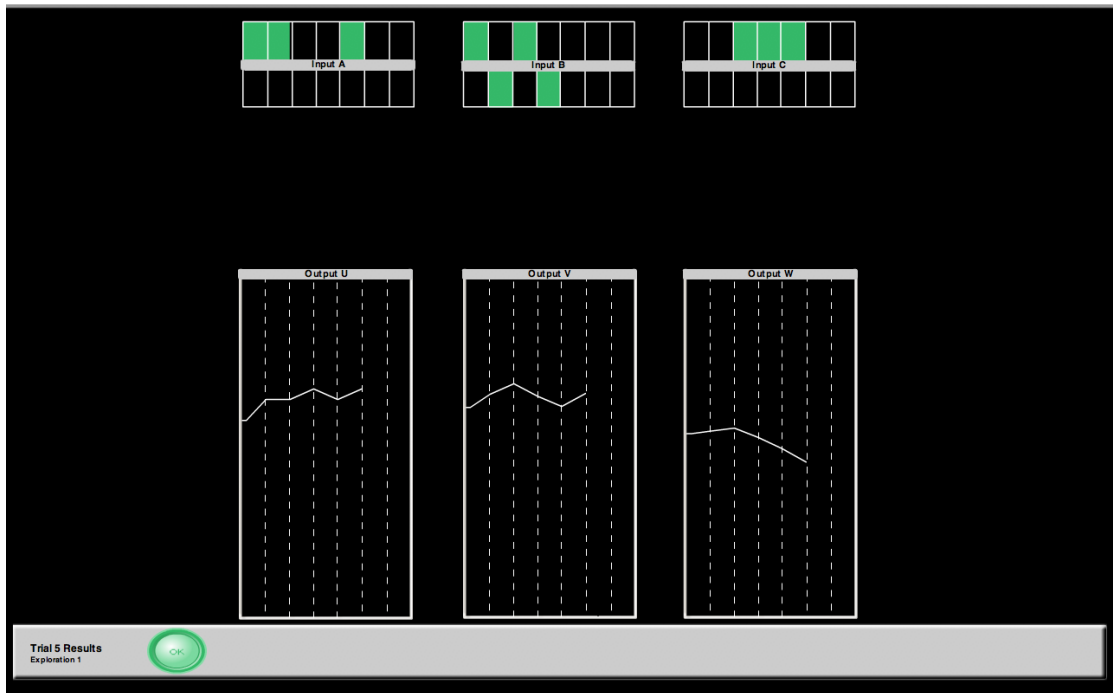 Input A
Input B
Input C
Output U
Output V
Output W
Trial 5 Results
Exploration 1
OK